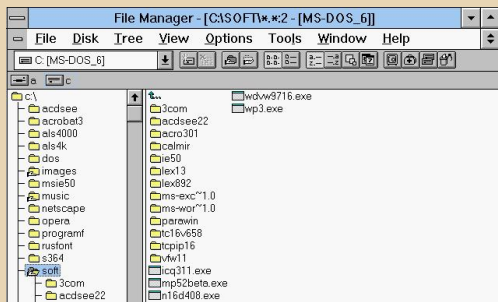 File Manager - [C:\SOFT\*.*:2 - [MS-DOS_6]]
File Disk Tree View Options Tools Window Help
C: [MS-DOS_6]
a c
c:\
acdsee
acrobat3
als4000
als4k
dos
images
msie50
music
netscape
opera
programf
rusfont
s364
soft
3com
acdsee22
..
3com
acdsee22
acro301
calmir
ie50
lex13
lex892
ms-exc~1.0
ms-wor~1.0
parawin
tc16v658
tcpip16
vfw11
icq311.exe
mp52beta.exe
n16d408.exe
wdvw9716.exe
wp3.exe